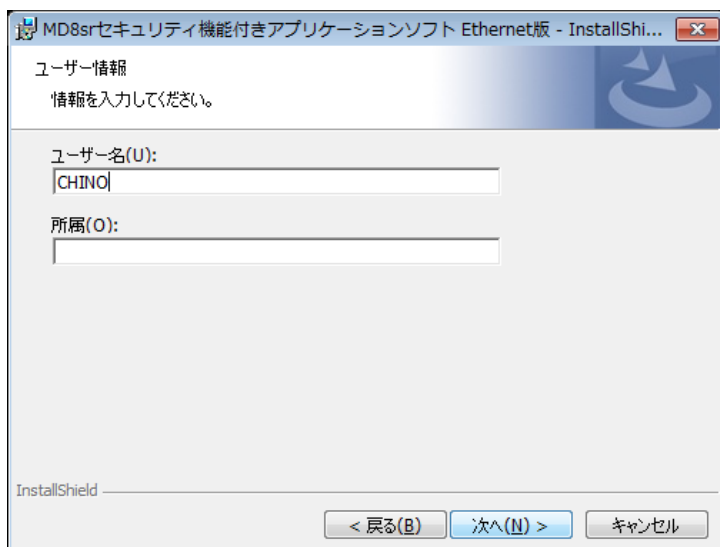 MD8srセキュリティ機能付きアプリケーションソフト Ethernet版 - InstallShi...
ユーザー情報
情報を入力してください。
ユーザー名(U):
CHINO
所属(O):
InstallShield
< 戻る(B)
次へ(N) >
キャンセル